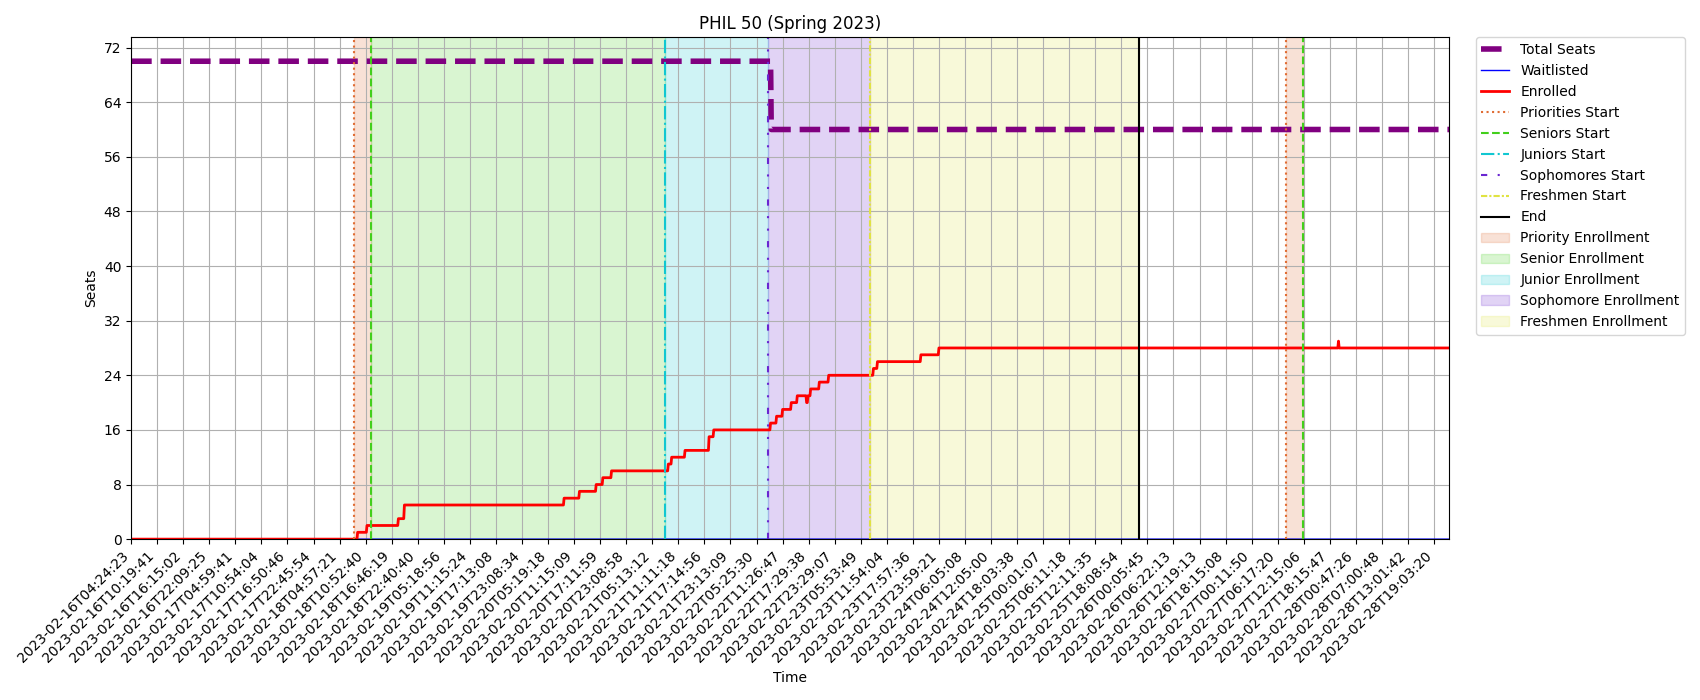 PHIL 50 (Spring 2023)
Seats
72
64
56
48
40
32
24
16
8
0
2023-02-16T04:24:23
2023-02-16T10:19:41
2023-02-16T16:15:02
2023-02-16T22:09:25
2023-02-17T04:59:41
2023-02-17T10:54:04
2023-02-17T16:50:46
2023-02-17T22:45:54
2023-02-18T04:57:21
2023-02-18T10:52:40
2023-02-18T16:46:19
2023-02-18T22:40:40
2023-02-19T05:18:56
2023-02-19T11:15:24
2023-02-19T17:13:08
2023-02-19T23:08:34
2023-02-20T05:19:18
2023-02-20T11:15:09
2023-02-20T17:11:59
2023-02-20T23:08:58
2023-02-21T05:13:12
2023-02-21T11:11:18
2023-02-21T17:14:56
2023-02-21T23:13:09
2023-02-22T05:25:30
2023-02-22T11:26:47
2023-02-22T17:29:38
2023-02-22T23:29:07
2023-02-23T05:53:49
2023-02-23T11:54:04
2023-02-23T17:57:36
2023-02-23T23:59:21
2023-02-24T06:05:08
2023-02-24T12:05:00
2023-02-24T18:03:38
2023-02-25T00:01:07
2023-02-25T06:11:18
2023-02-25T12:11:35
2023-02-25T18:08:54
2023-02-26T00:05:45
2023-02-26T06:22:13
2023-02-26T12:19:13
2023-02-26T18:15:08
2023-02-27T00:11:50
2023-02-27T06:17:20
2023-02-27T12:15:06
2023-02-27T18:15:47
2023-02-28T00:47:26
2023-02-28T07:00:48
2023-02-28T13:01:42
2023-02-28T19:03:20
Time
Total Seats
Waitlisted
Enrolled
Priorities Start
Seniors Start
Juniors Start
Sophomores Start
Freshmen Start
End
Priority Enrollment
Senior Enrollment
Junior Enrollment
Sophomore Enrollment
Freshmen Enrollment